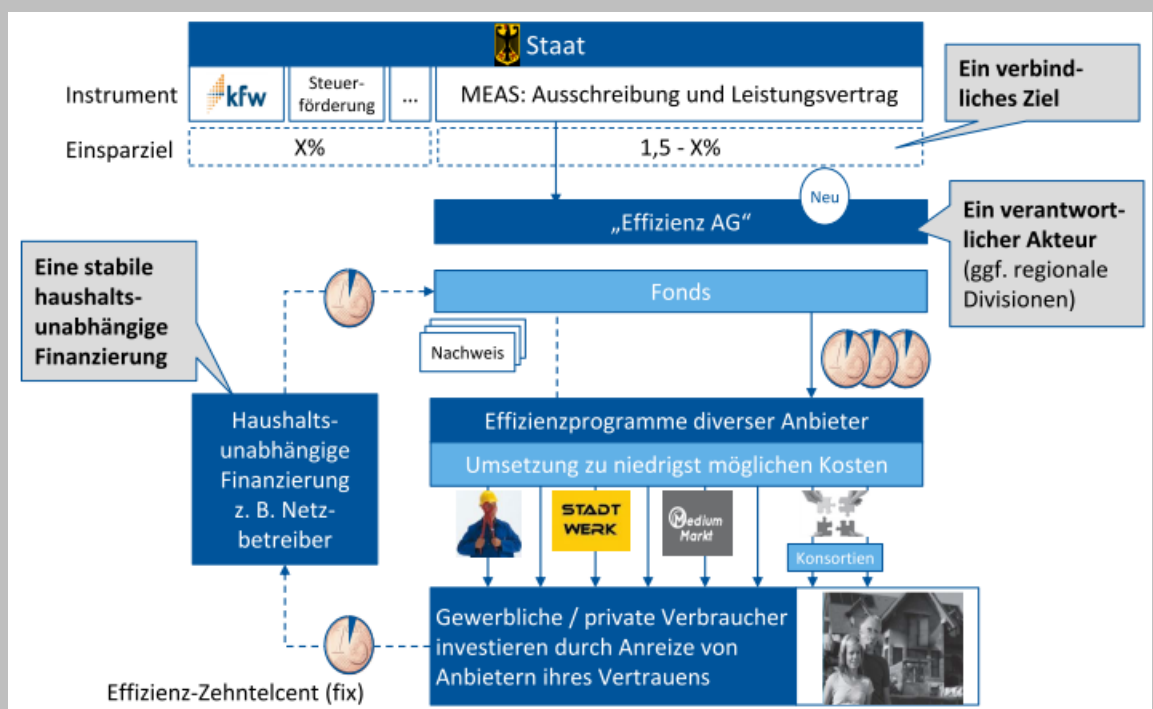 Staat
Instrument
kfw
Steuer-
förderung
...
MEAS: Ausschreibung und Leistungsvertrag
Ein verbind-
liches Ziel
Einsparziel
X%
1,5 - X%
Neu
„Effizienz AG“
Ein verantwort-
licher Akteur
(ggf. regionale
Divisionen)
Eine stabile
haushalts-
unabhängige
Finanzierung
Fonds
Nachweis
Haushalts-
unabhängige
Finanzierung
z. B. Netz-
betreiber
Effizienzprogramme diverser Anbieter
Umsetzung zu niedrigst möglichen Kosten
STADT
WERK
Medium
Markt
Konsortien
Gewerbliche / private Verbraucher
investieren durch Anreize von
Anbietern ihres Vertrauens
Effizienz-Zehntelcent (fix)